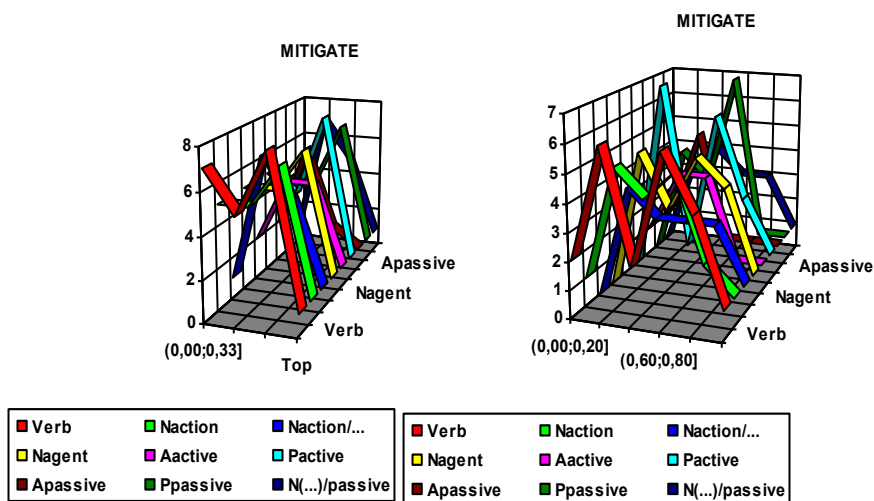 MITIGATE
8
6
4
2
0
(0,00;0,33]
Top
Verb
Nagent
Apassive
Verb
Naction
Naction/...
Nagent
Aactive
Pactive
Apassive
Ppassive
N(...)/passive
MITIGATE
7
6
5
4
3
2
1
0
(0,00;0,20]
(0,60;0,80]
Verb
Nagent
Apassive
Verb
Naction
Naction/...
Nagent
Aactive
Pactive
Apassive
Ppassive
N(...)/passive